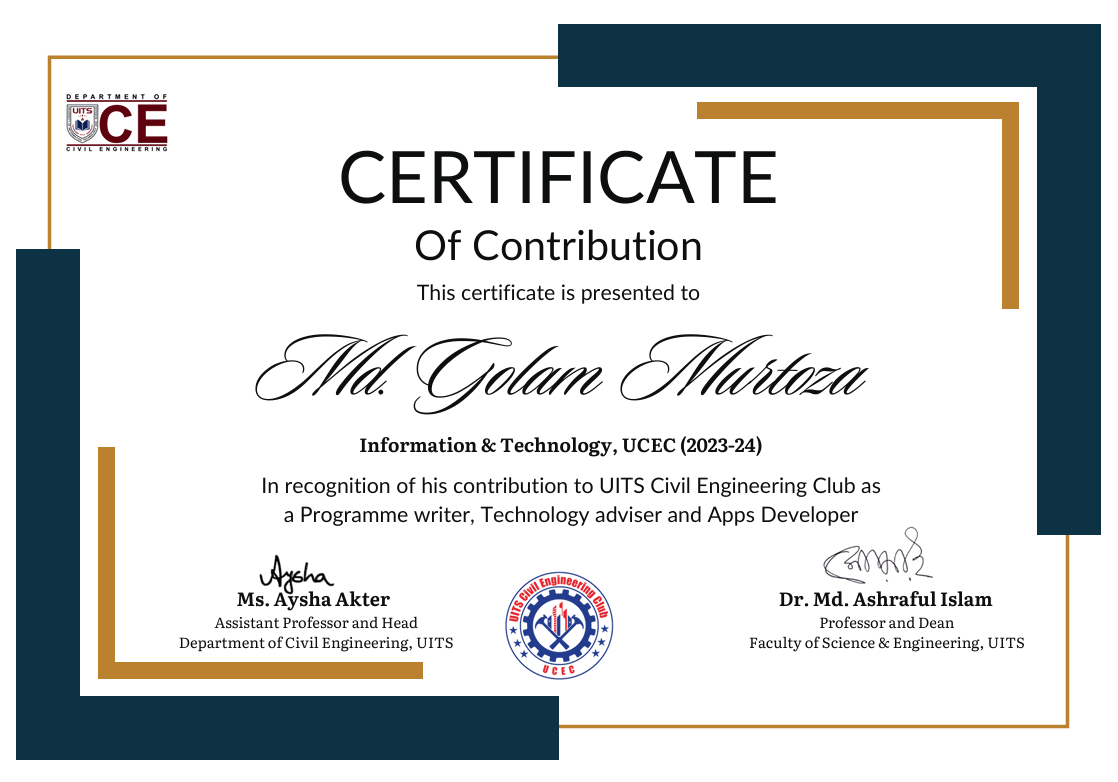 DEPARTMENT OF
UITS
CE
CIVIL ENGINEERING
CERTIFICATE
Of Contribution
This certificate is presented to
Md. Golam Murtoza
Information & Technology, UCEC (2023-24)
In recognition of his contribution to UITS Civil Engineering Club as
a Programme writer, Technology adviser and Apps Developer
Aysha
Ms. Aysha Akter
Assistant Professor and Head
Department of Civil Engineering, UITS
UITS Civil Engineering Club
UCEC
Dr. Md. Ashraful Islam
Professor and Dean
Faculty of Science & Engineering, UITS